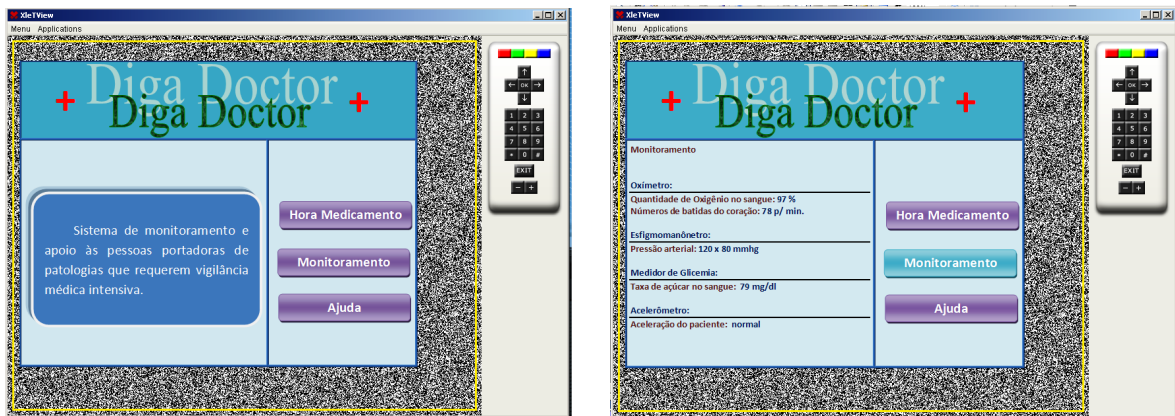 XleTView
Menu Applications
Diga Doctor
+ Diga Doctor +
Sistema de monitoramento e
apoio às pessoas portadoras de
patologias que requerem vigilância
médica intensiva.
Hora Medicamento
Monitoramento
Ajuda
OK
1 2 3
4 5 6
7 8 9
* 0 #
EXIT
- +
XleTView
Menu Applications
Diga Doctor
+ Diga Doctor +
Monitoramento
Oxímetro:
Quantidade de Oxigênio no sangue: 97 %
Números de batidas do coração: 78 p/ min.
Esfigmomanônetro:
Pressão arterial: 120 x 80 mmhg
Medidor de Glicemia:
Taxa de açúcar no sangue: 79 mg/dl
Acelerômetro:
Aceleração do paciente: normal
Hora Medicamento
Monitoramento
Ajuda
OK
1 2 3
4 5 6
7 8 9
* 0 #
EXIT
- +